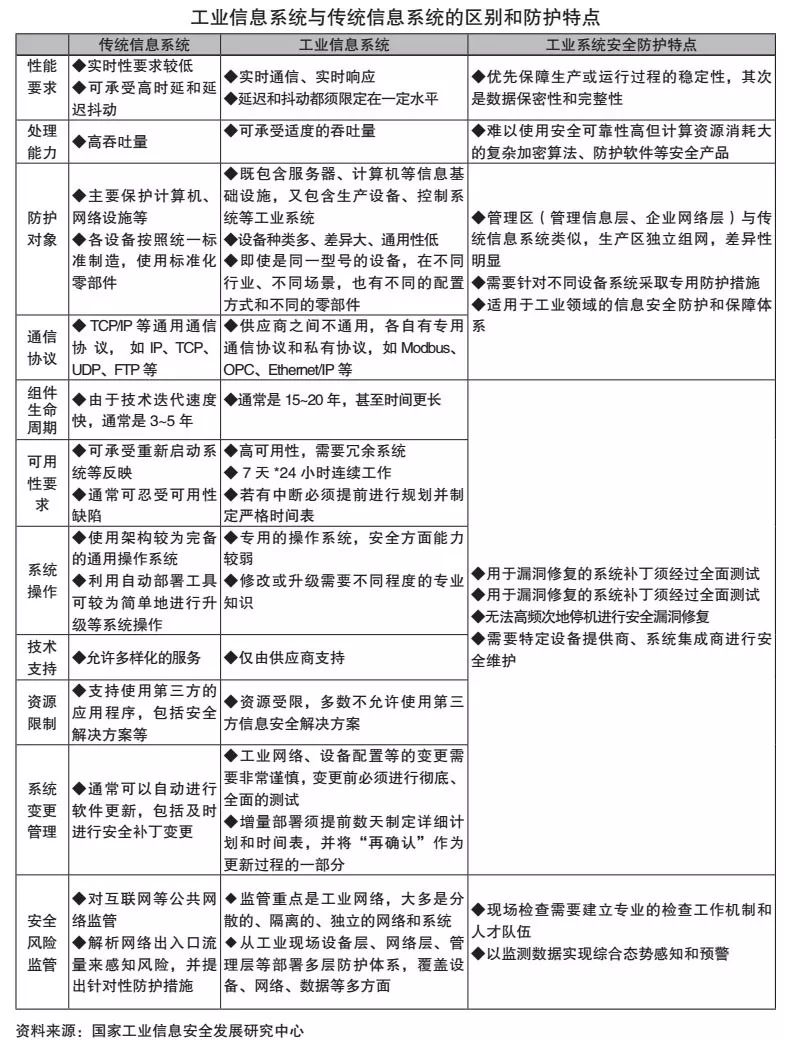 工业信息系统与传统信息系统的区别和防护特点
传统信息系统
工业信息系统
工业系统安全防护特点
性能
要求
◆实时性要求较低
◆可承受高时延和延
迟抖动
◆实时通信、实时响应
◆延迟和抖动都须限定在一定水平
◆优先保障生产或运行过程的稳定性，其次
是数据保密性和完整性
处理
能力
◆高吞吐量
◆可承受适度的吞吐量
◆难以使用安全可靠性高但计算资源消耗大
的复杂加密算法、防护软件等安全产品
防护
对象
◆主要保护计算机、
网络设施等
◆各设备按照统一标
准制造，使用标准化
零部件
◆既包含服务器、计算机等信息基
础设施，又包含生产设备、控制系
统等工业系统
◆设备种类多、差异大、通用性低
◆即使是同一型号的设备，在不同
行业、不同场景，也有不同的配置
方式和不同的零部件
◆管理区（管理信息层、企业网络层）与传
统信息系统类似，生产区独立组网，差异性
明显
◆需要针对不同设备系统采取专用防护措施
◆适用于工业领域的信息安全防护和保障体
系
通信
协议
◆ TCP/IP 等通用通信
协 议， 如 IP、TCP、
UDP、FTP 等
◆供应商之间不通用，各自有专用
通信协议和私有协议，如 Modbus、
OPC、Ethernet/IP 等
组件
生命
周期
◆由于技术迭代速度
快，通常是 3~5 年
◆通常是 15~20 年，甚至时间更长
可用
性要
求
◆可承受重新启动系
统等反映
◆通常可忍受可用性
缺陷
◆高可用性，需要冗余系统
◆ 7 天 *24 小时连续工作
◆若有中断必须提前进行规划并制
定严格时间表
系统
操作
◆使用架构较为完备
的通用操作系统
◆利用自动部署工具
可较为简单地进行升
级等系统操作
◆专用的操作系统，安全方面能力
较弱
◆修改或升级需要不同程度的专业
知识
◆用于漏洞修复的系统补丁须经过全面测试
◆用于漏洞修复的系统补丁须经过全面测试
◆无法高频次地停机进行安全漏洞修复
◆需要特定设备提供商、系统集成商进行安
全维护
技术
支持
◆允许多样化的服务
◆仅由供应商支持
资源
限制
◆支持使用第三方的
应用程序，包括安全
解决方案等
◆资源受限，多数不允许使用第三
方信息安全解决方案
系统
变更
管理
◆通常可以自动进行
软件更新，包括及时
进行安全补丁变更
◆工业网络、设备配置等的变更需
要非常谨慎，变更前必须进行彻底、
全面的测试
◆增量部署须提前数天制定详细计
划和时间表，并将“再确认”作为
更新过程的一部分
安全
风险
监管
◆对互联网等公共网
络监管
◆解析网络出入口流
量来感知风险，并提
出针对性防护措施
◆监管重点是工业网络，大多是分
散的、隔离的、独立的网络和系统
◆从工业现场设备层、网络层、管
理层等部署多层防护体系，覆盖设
备、网络、数据等多方面
◆现场检查需要建立专业的检查工作机制和
人才队伍
◆以监测数据实现综合态势感知和预警
资料来源：国家工业信息安全发展研究中心